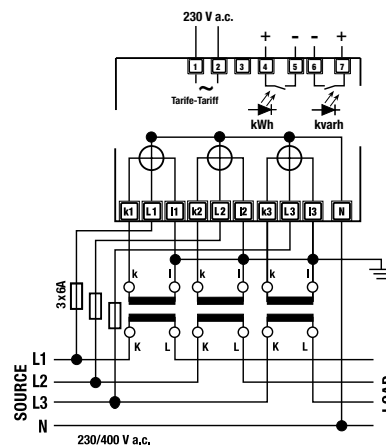 230 V a.c.
+ - - +
1 2 3 4 5 6 7
~
Tarife-Tariff
kWh kvarh
k1 L1 l1 k2 L2 l2 k3 L3 l3 N
k l k l k l
3x6A
K L K L K L
SOURCE
LOAD
L1
L2
L3
N
230/400 V a.c.